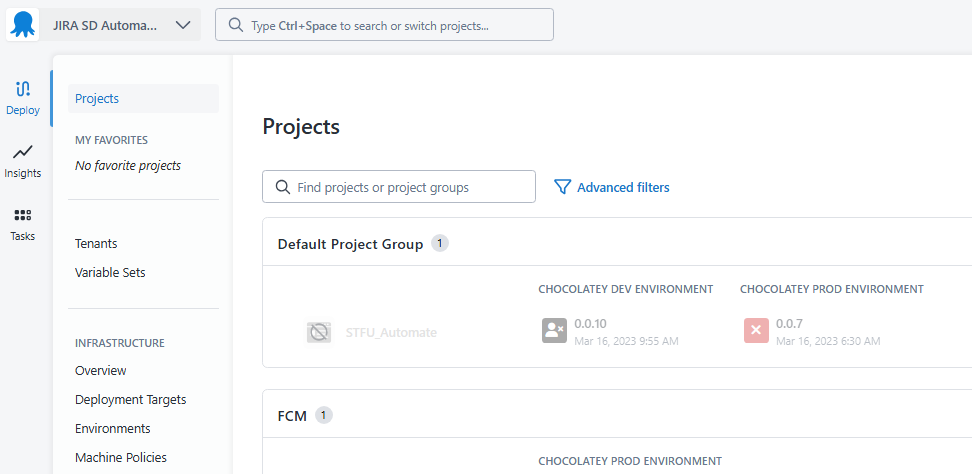 JIRA SD Automa...
Type Ctrl+Space to search or switch projects...
Deploy
Insights
Tasks
Projects
MY FAVORITES
No favorite projects
Tenants
Variable Sets
INFRASTRUCTURE
Overview
Deployment Targets
Environments
Machine Policies
Projects
Find projects or project groups
Advanced filters
Default Project Group 1
CHOCOLATEY DEV ENVIRONMENT
CHOCOLATEY PROD ENVIRONMENT
STFU_Automate
0.0.10
Mar 16, 2023 9:55 AM
0.0.7
Mar 16, 2023 6:30 AM
FCM 1
CHOCOLATEY PROD ENVIRONMENT